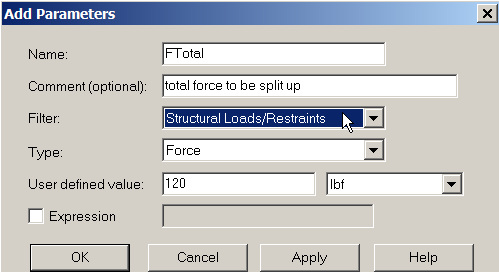 Add Parameters
Name: FTotal
Comment (optional): total force to be split up
Filter: Structural Loads/Restraints
Type: Force
User defined value: 120 lbf
Expression
OK Cancel Apply Help